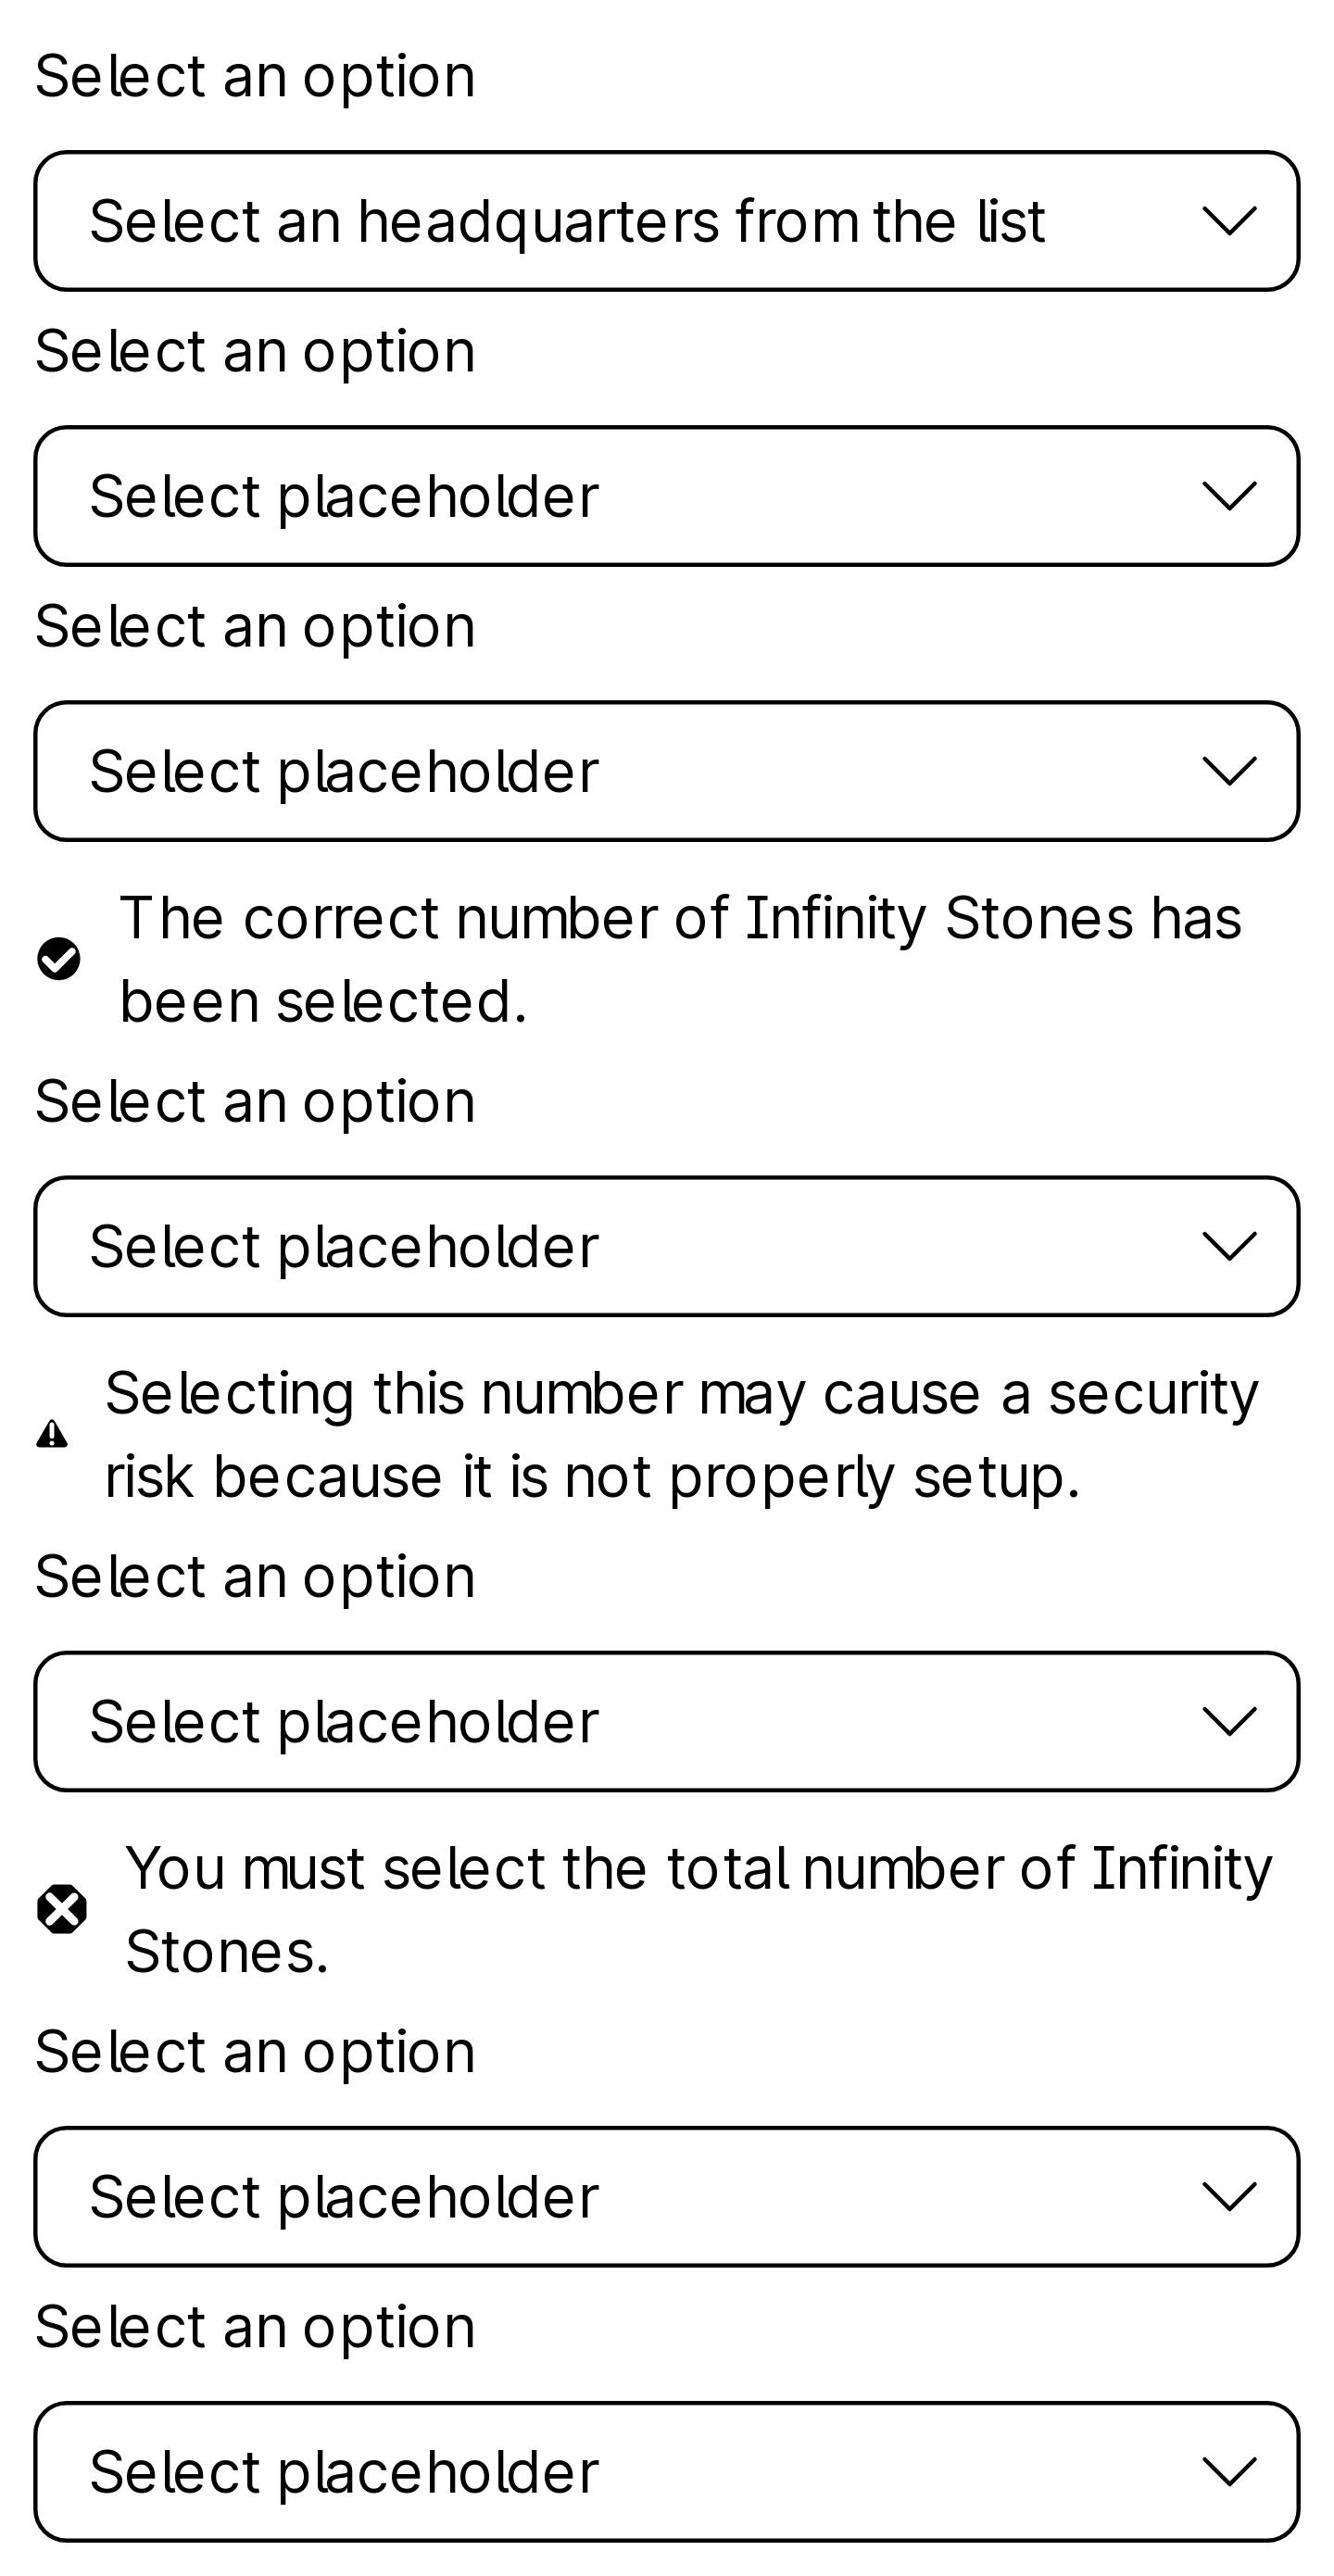 Select an option
Select an headquarters from the list
Select an option
Select placeholder
Select an option
Select placeholder
The correct number of Infinity Stones has
been selected.
Select an option
Select placeholder
Selecting this number may cause a security
risk because it is not properly setup.
Select an option
Select placeholder
You must select the total number of Infinity
Stones.
Select an option
Select placeholder
Select an option
Select placeholder